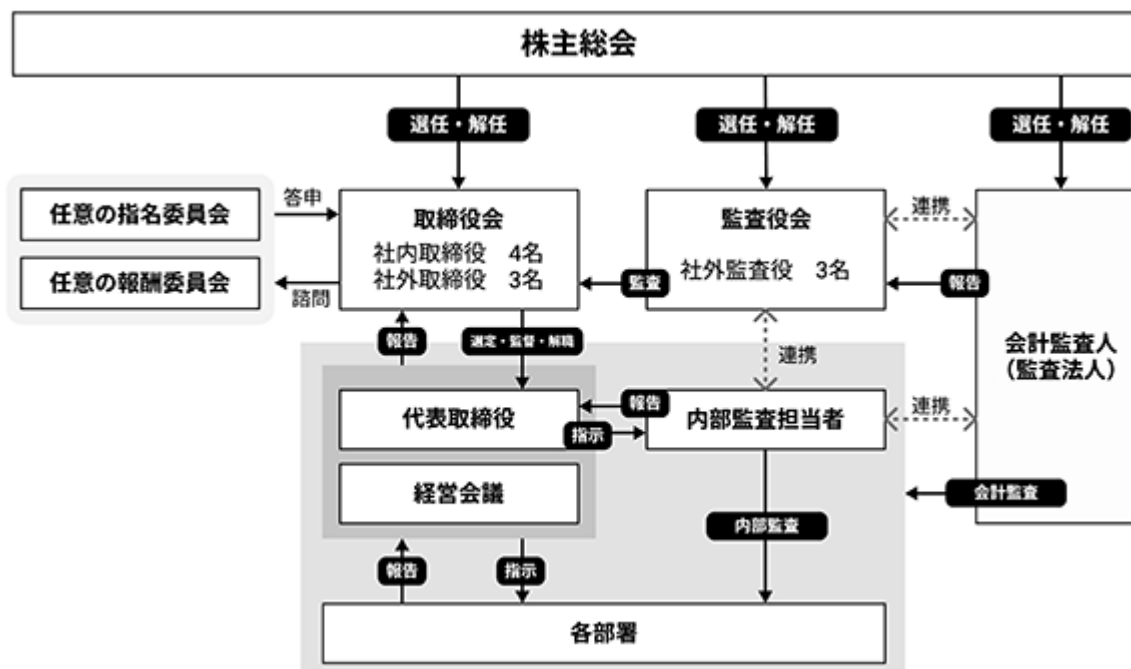 株主総会
選任・解任
選任・解任
選任・解任
任意の指名委員会
任意の報酬委員会
答申
諮問
取締役会
社内取締役 4名
社外取締役 3名
監査
監査役会
社外監査役 3名
連携
報告
会計監査人
（監査法人）
報告
選定・監督・解職
連携
代表取締役
報告
指示
内部監査担当者
連携
経営会議
会計監査
内部監査
報告
指示
各部署